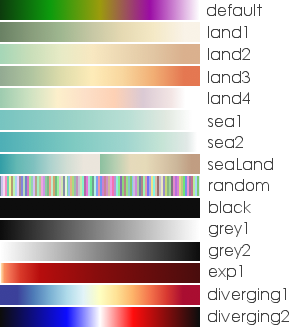 default
land1
land2
land3
land4
sea1
sea2
seaLand
random
black
grey1
grey2
exp1
diverging1
diverging2